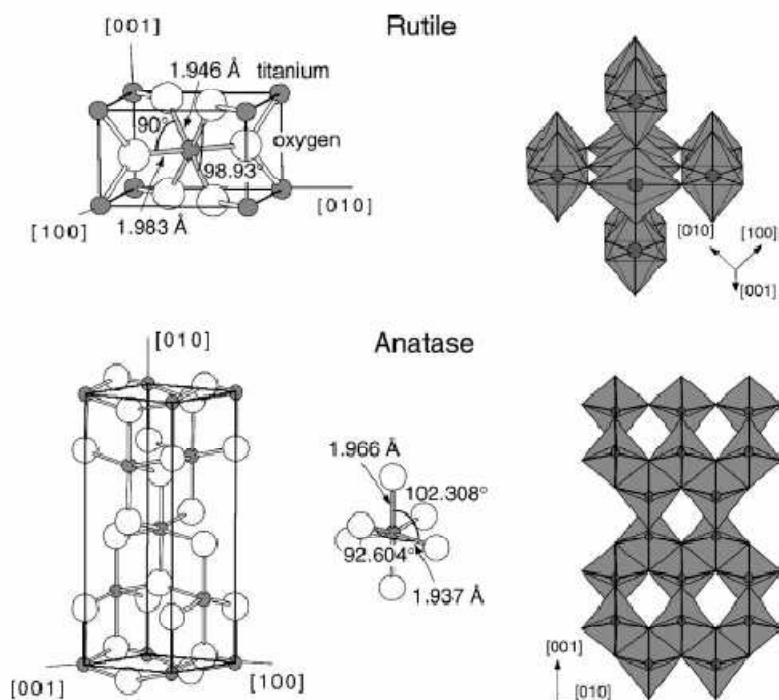 Rutile
[001]
1.946 Å titanium
90°
oxygen
98.93°
[010]
[100]
1.983 Å
[010]
[100]
[001]
Anatase
[010]
1.966 Å
102.308°
92.604°
1.937 Å
[001]
[100]
[001]
[010]